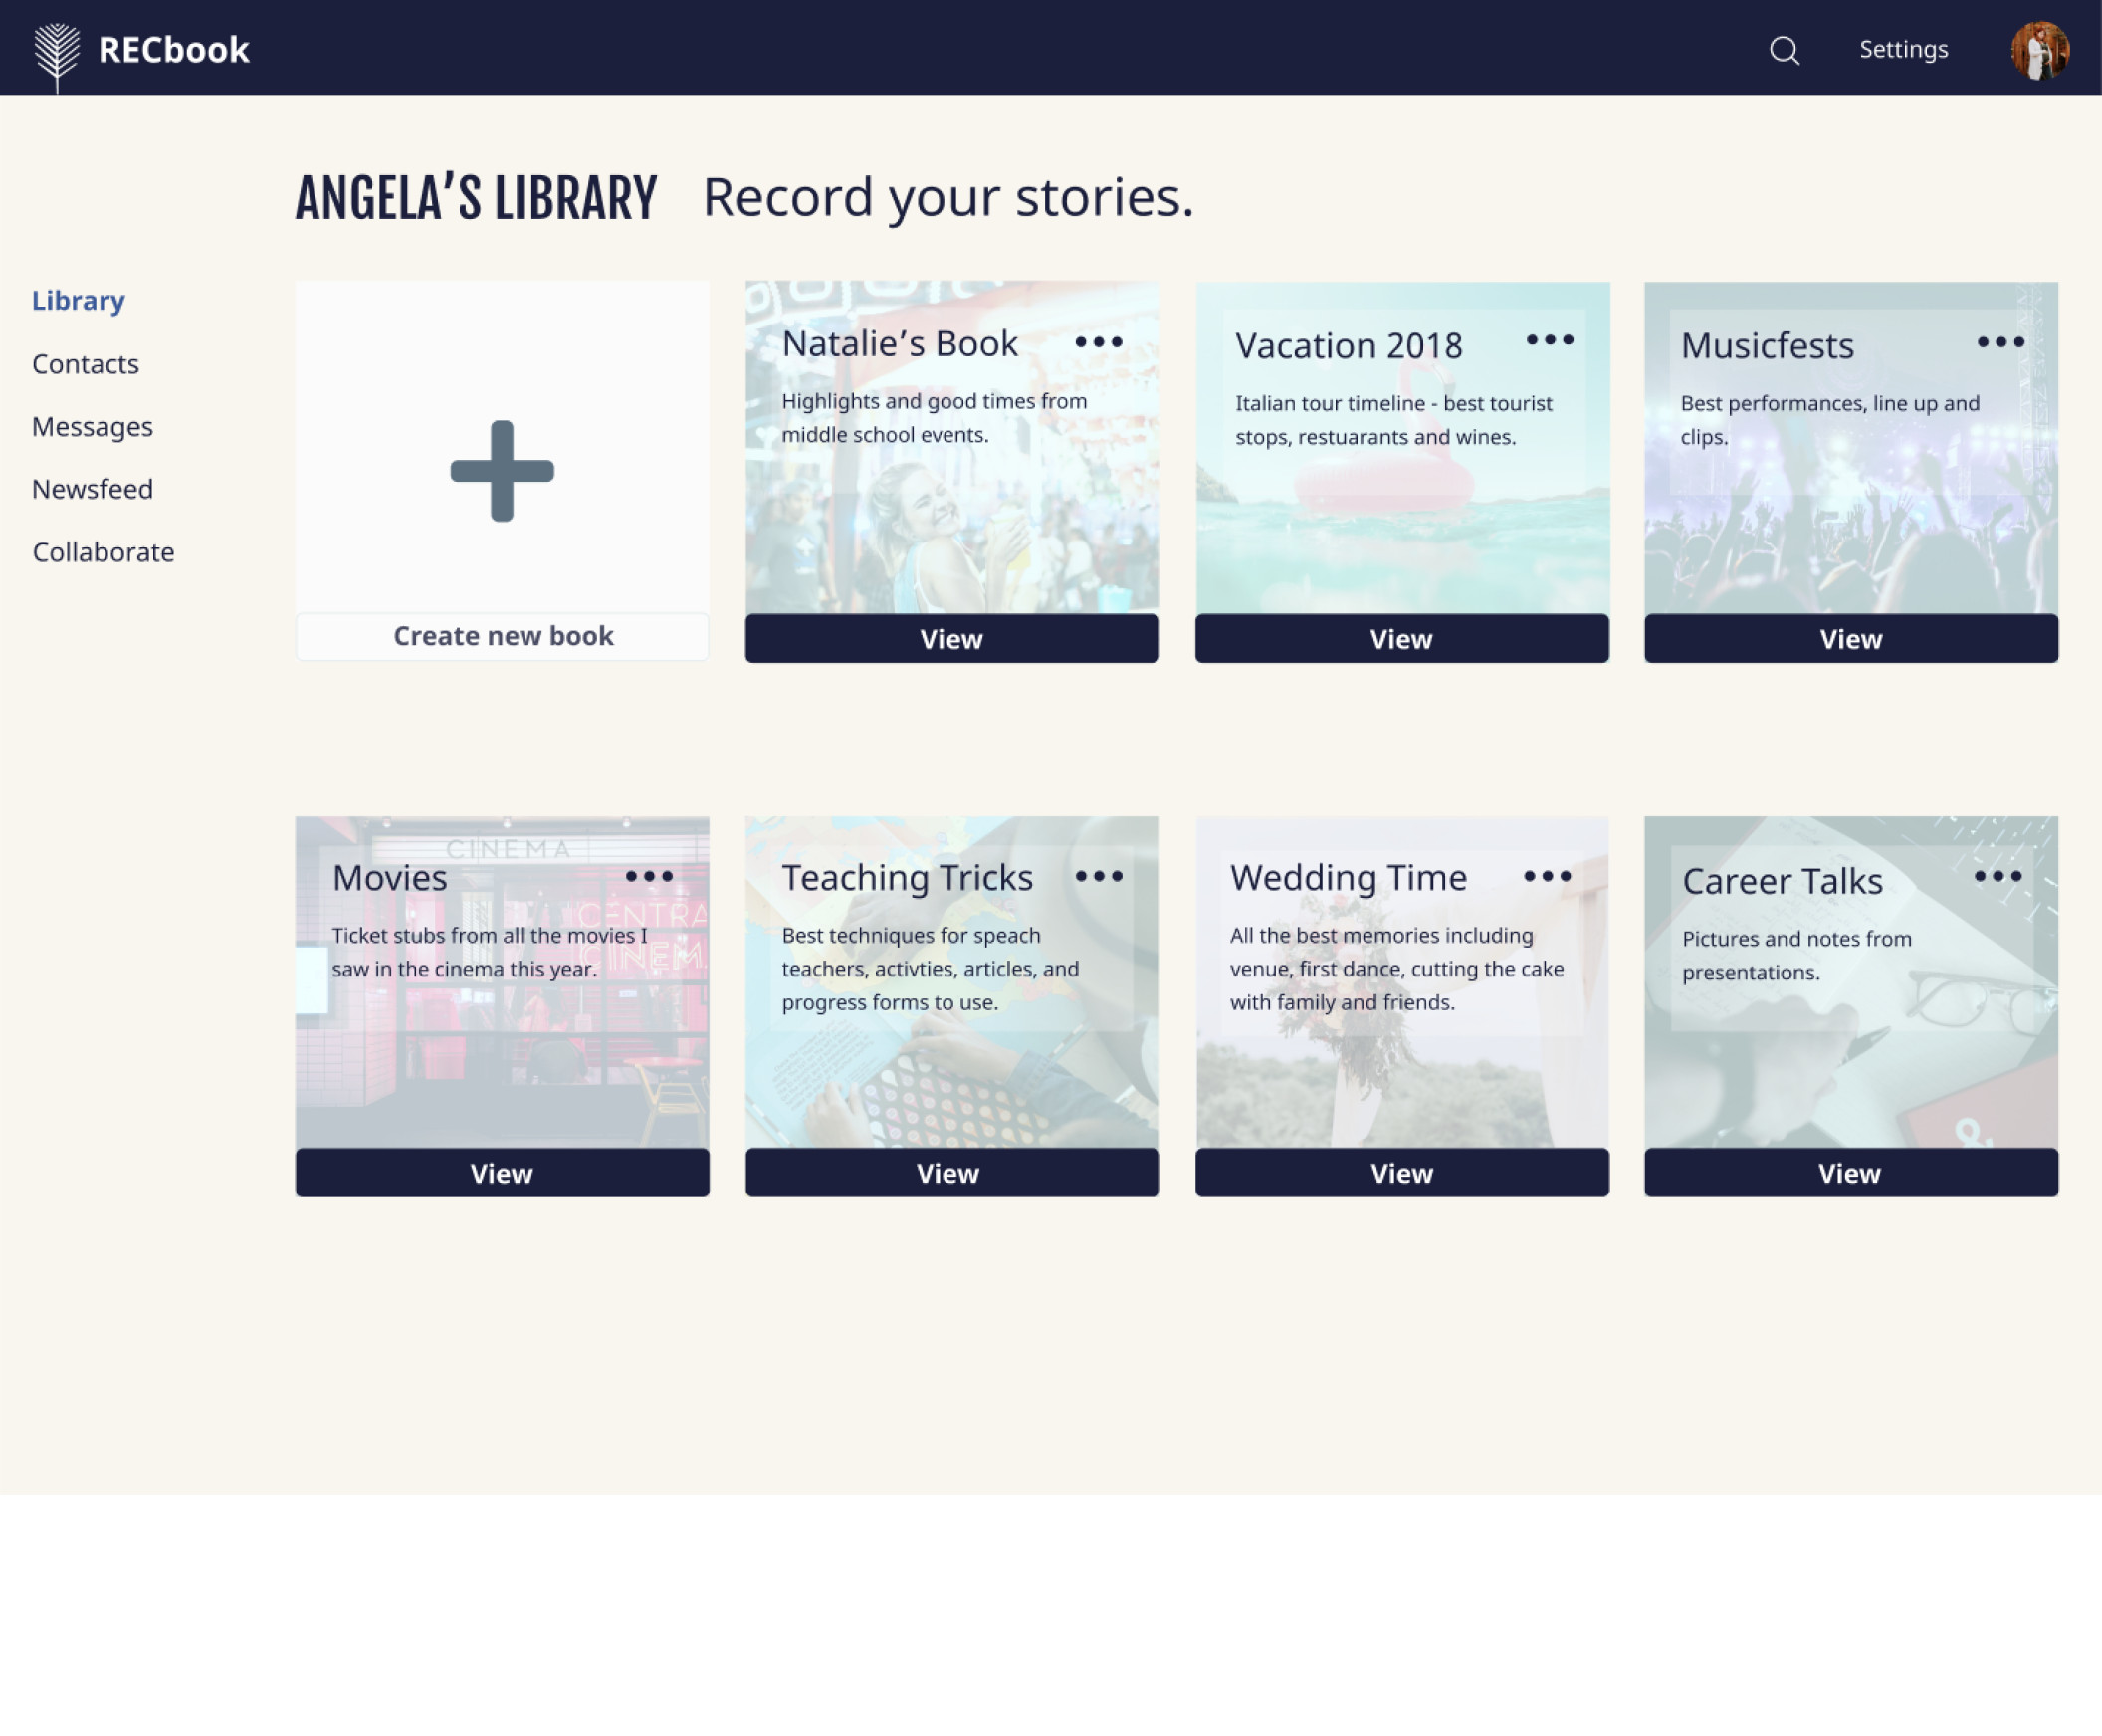 RECbook
Settings
ANGELA’S LIBRARY Record your stories.
Library
Contacts
Messages
Newsfeed
Collaborate
Create new book
Natalie’s Book
Highlights and good times from
middle school events.
View
Vacation 2018
Italian tour timeline - best tourist
stops, restuarants and wines.
View
Musicfests
Best performances, line up and
clips.
View
CINEMA
Movies
CENTRA
CINEM
Ticket stubs from all the movies I
saw in the cinema this year.
View
Teaching Tricks
Best techniques for speach
teachers, activties, articles, and
progress forms to use.
View
Wedding Time
All the best memories including
venue, first dance, cutting the cake
with family and friends.
View
Career Talks
Pictures and notes from
presentations.
&
View